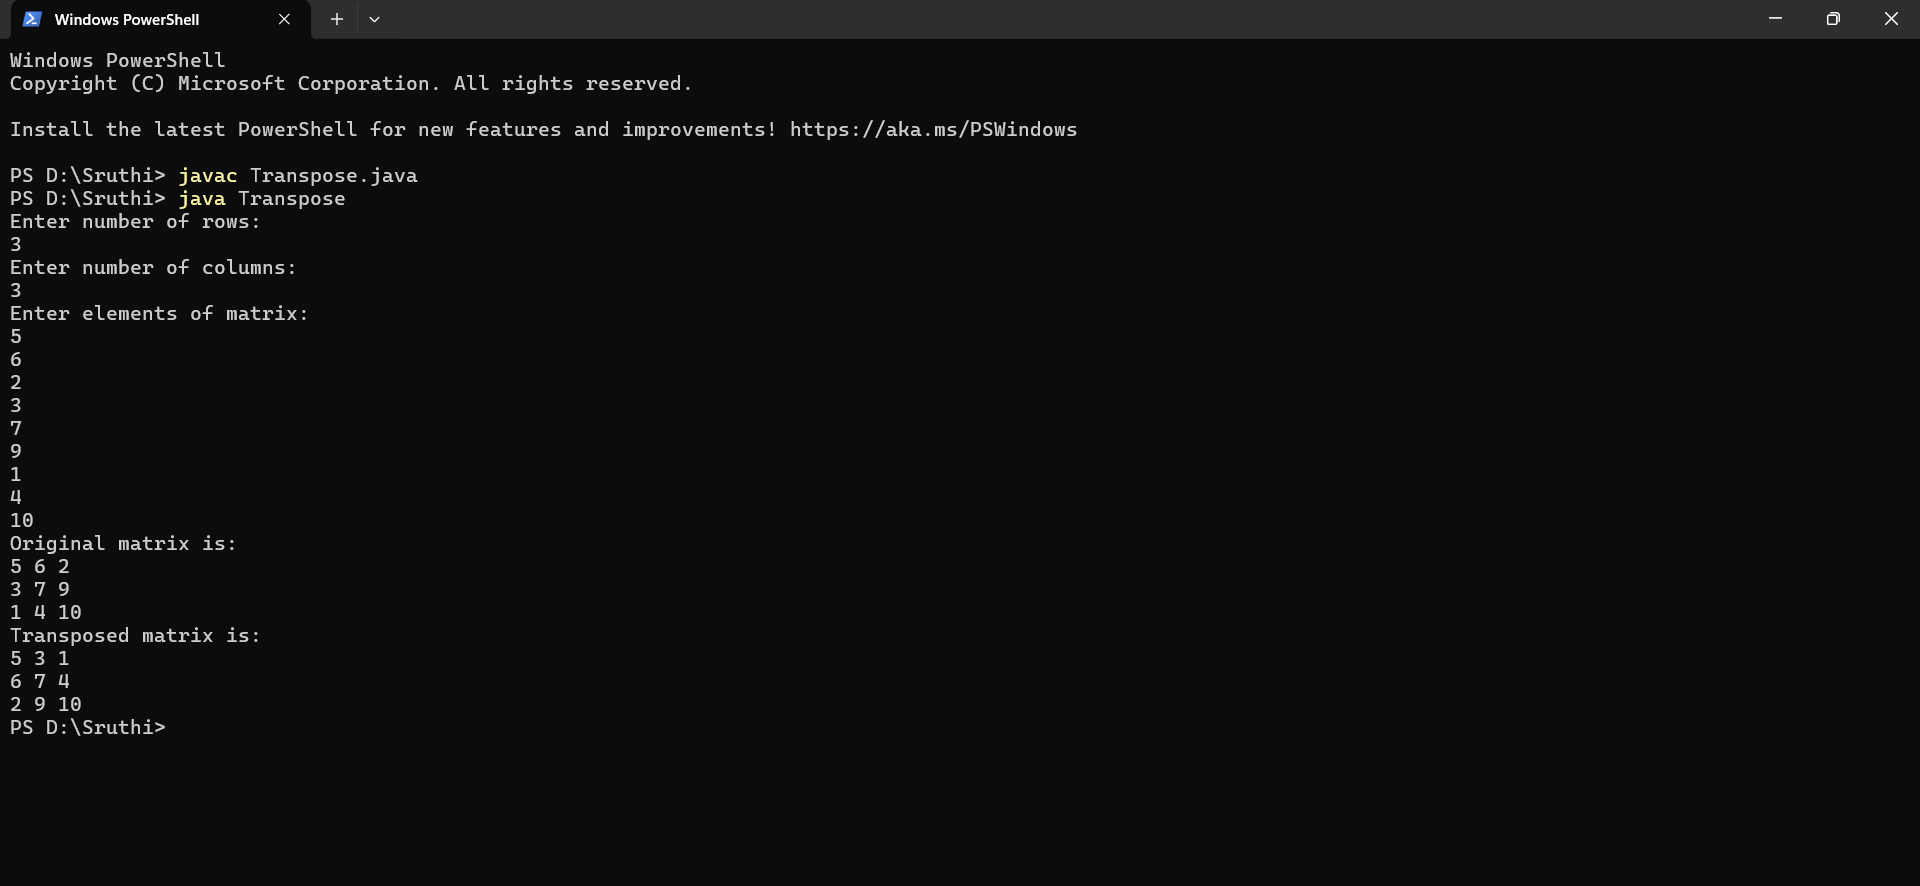 Windows PowerShell
Windows PowerShell
Copyright (C) Microsoft Corporation. All rights reserved.
Install the latest PowerShell for new features and improvements! https://aka.ms/PSWindows
PS D:\Sruthi> javac Transpose.java
PS D:\Sruthi> java Transpose
Enter number of rows:
3
Enter number of columns:
3
Enter elements of matrix:
5
6
2
3
7
9
1
4
10
Original matrix is:
5 6 2
3 7 9
1 4 10
Transposed matrix is:
5 3 1
6 7 4
2 9 10
PS D:\Sruthi>